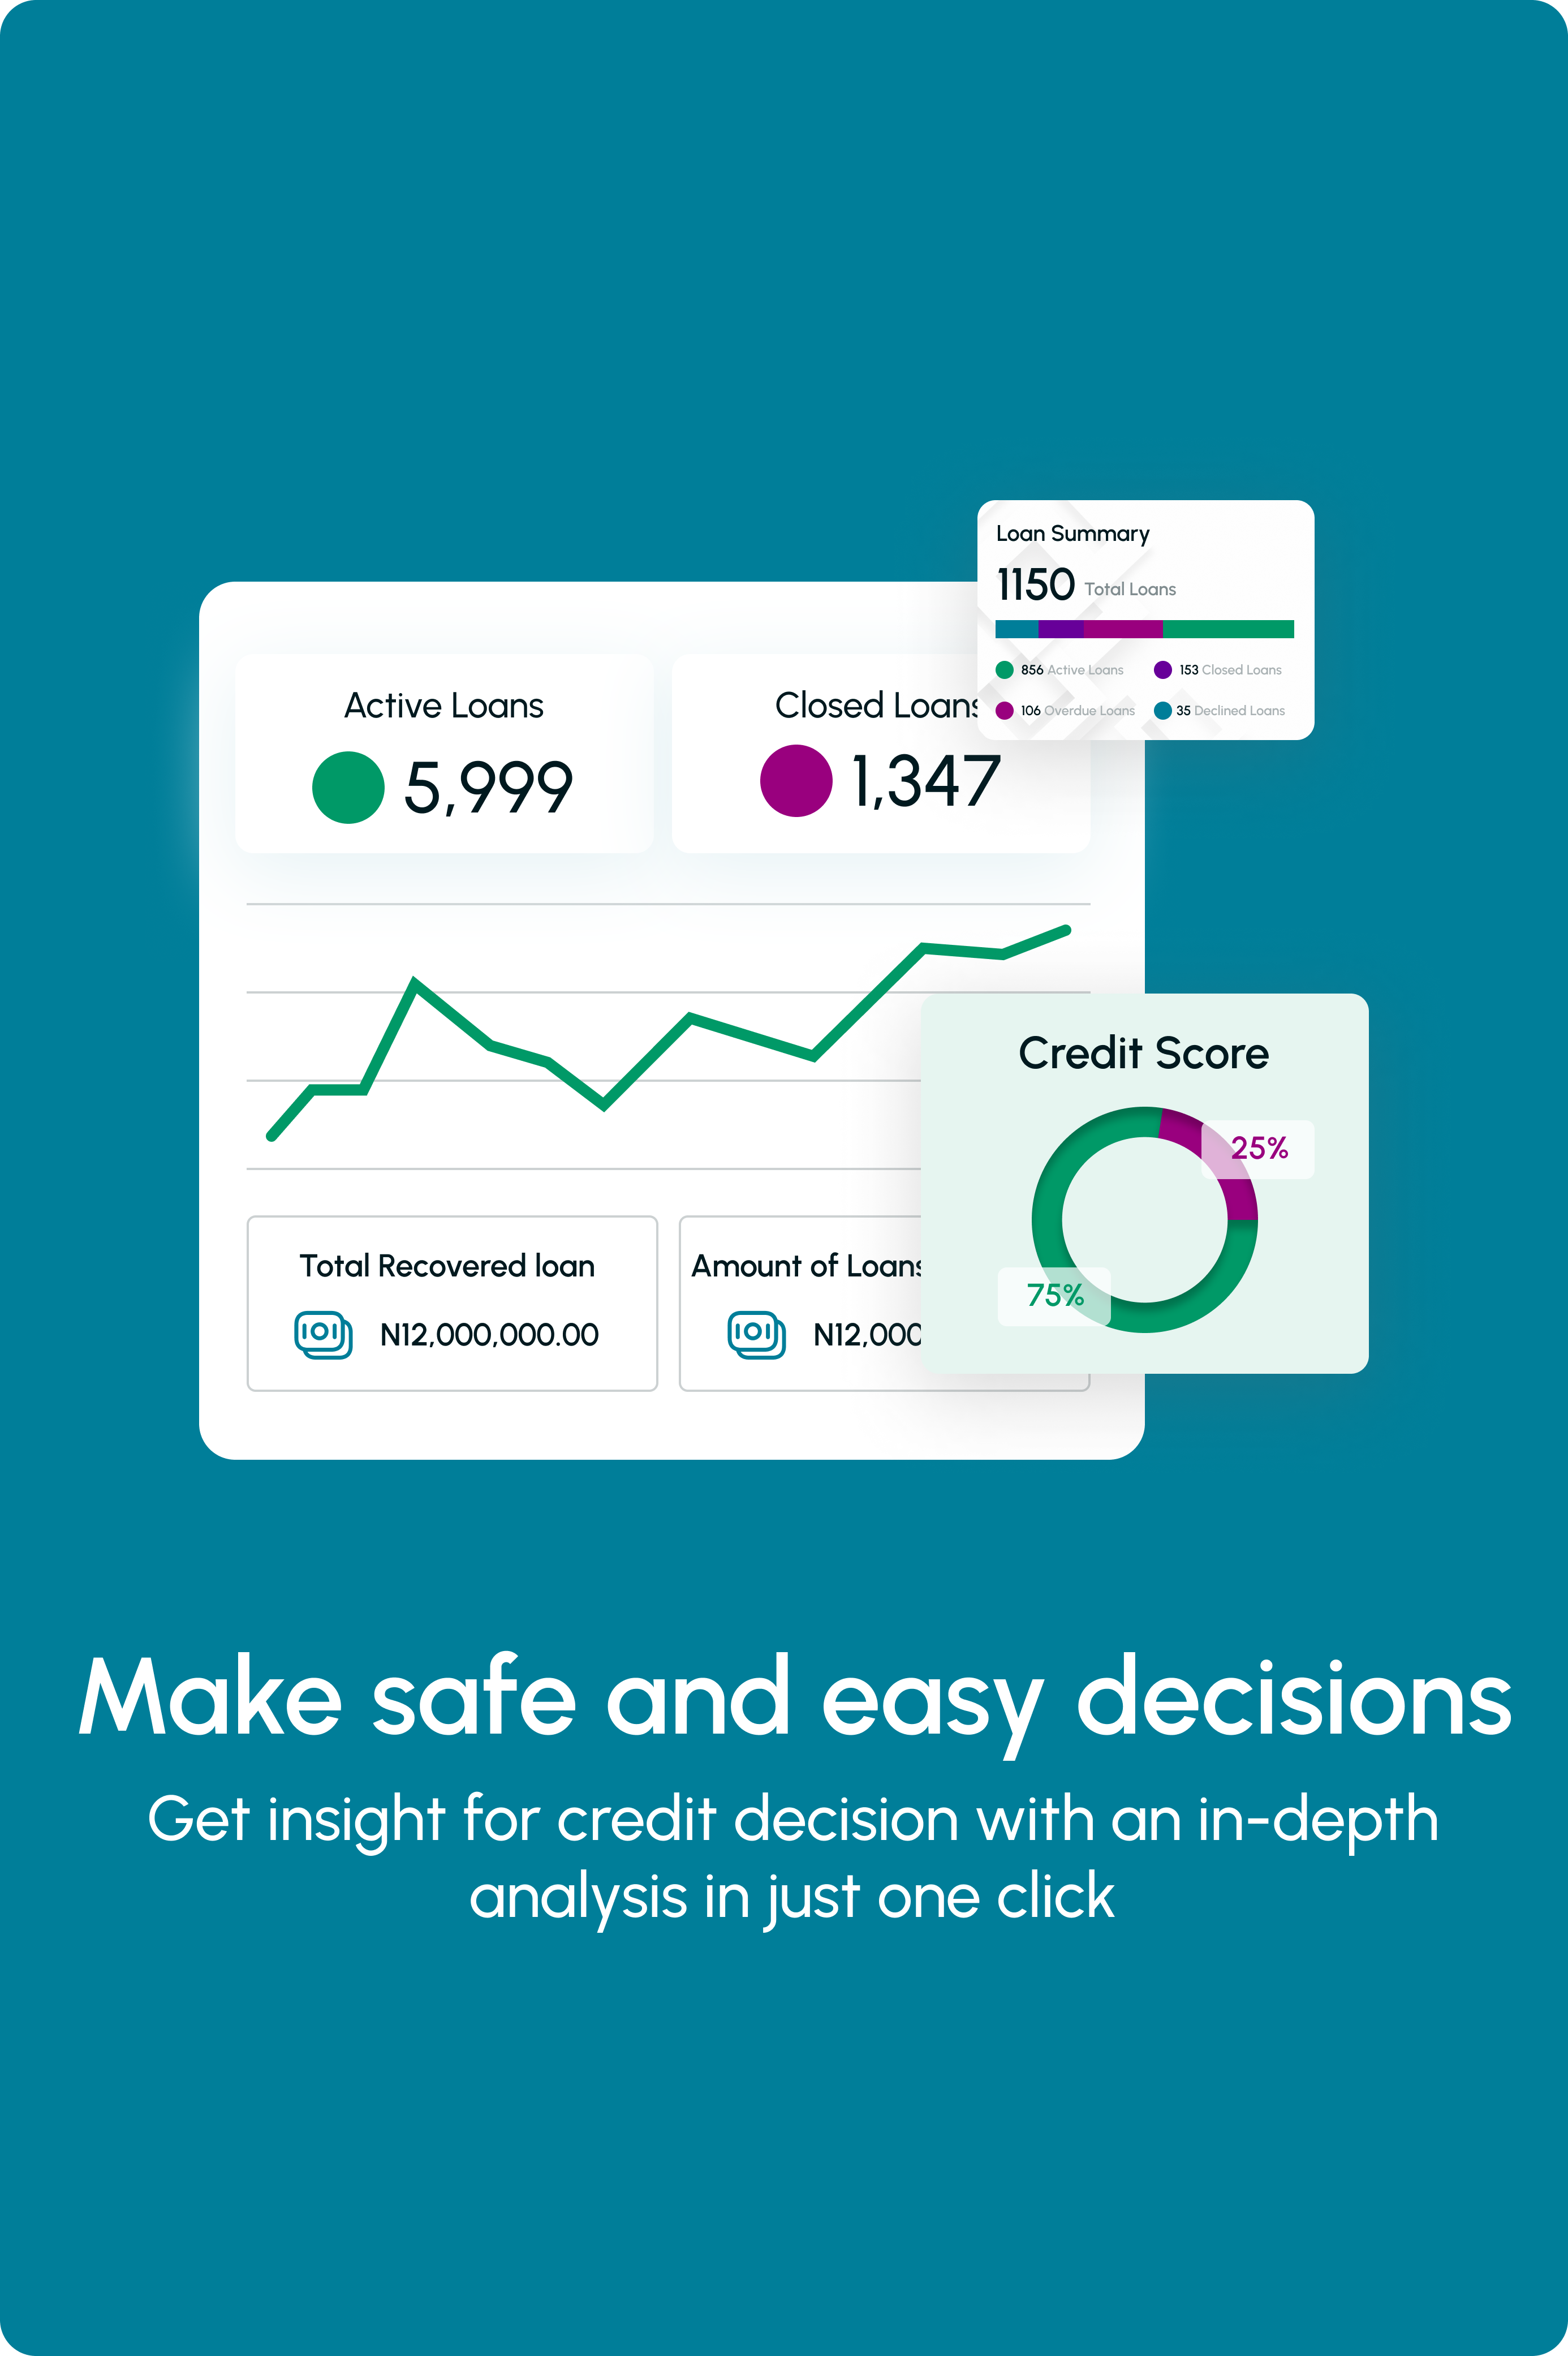 Loan Summary
1150 Total Loans
856 Active Loans
153 Closed Loans
106 Overdue Loans
35 Declined Loans
Active Loans
5,999
Closed Loans
1,347
Credit Score
25%
75%
Total Recovered loan
N12,000,000.00
Amount of Loans
N12,000
Make safe and easy decisions
Get insight for credit decision with an in-depth
analysis in just one click